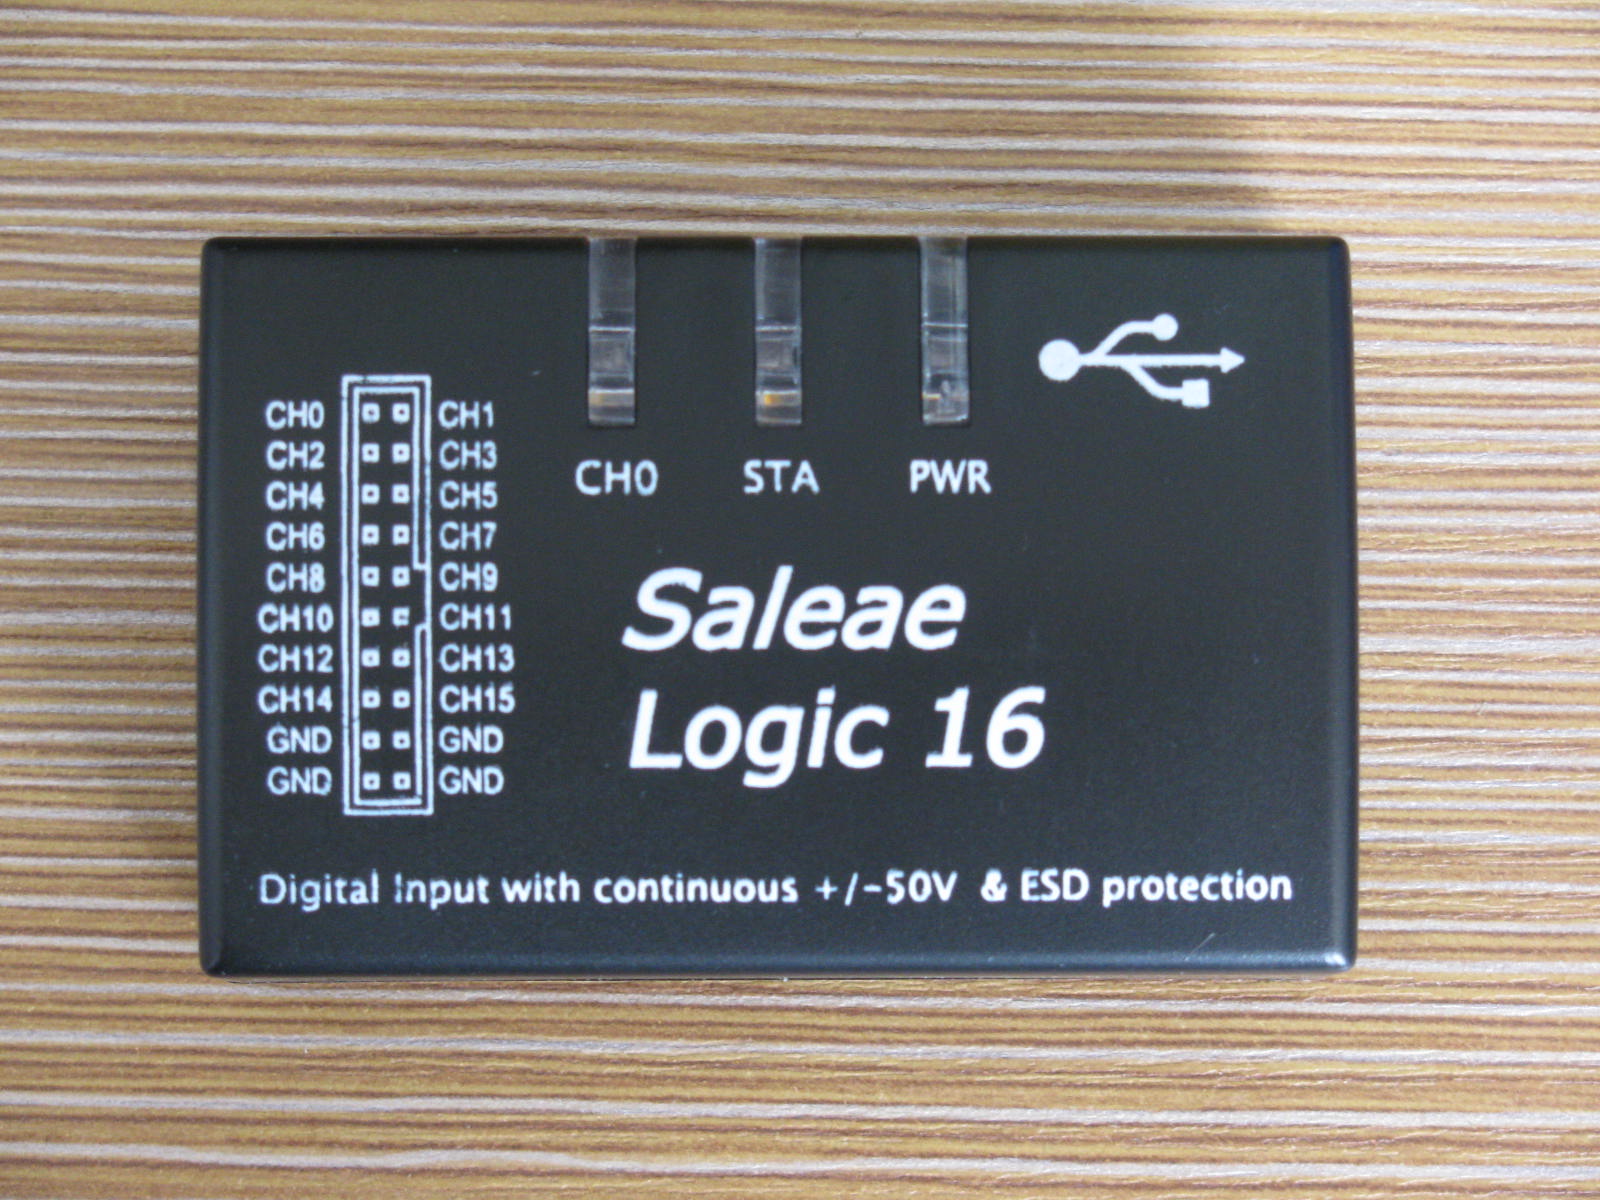 CH0 CH1
CH2 CH3
CH4 CH5
CH6 CH7
CH8 CH9
CH10 CH11
CH12 CH13
CH14 CH15
GND GND
GND GND
CH0 STA PWR
Saleae
Logic 16
Digital Input with continuous +/-50V & ESD protection